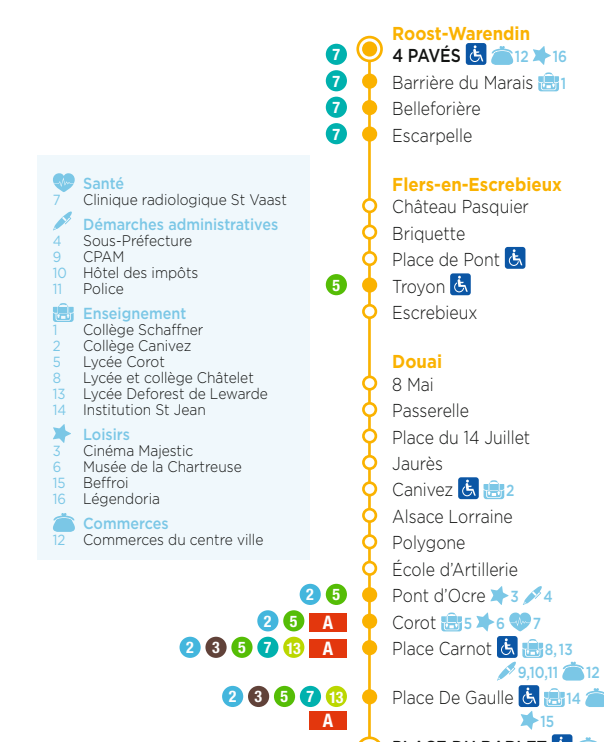 Roost-Warendin
7 4 PAVÉS 12 16
7 Barrière du Marais 1
7 Belleforière
7 Escarpelle
Santé
7 Clinique radiologique St Vaast
Démarches administratives
4 Sous-Préfecture
9 CPAM
10 Hôtel des impôts
11 Police
Enseignement
1 Collège Schaffner
2 Collège Canivez
5 Lycée Corot
8 Lycée et collège Châtelet
13 Lycée Deforest de Lewarde
14 Institution St Jean
Loisirs
3 Cinéma Majestic
6 Musée de la Chartreuse
15 Beffroi
16 Légendoria
Commerces
12 Commerces du centre ville
Flers-en-Escrebieux
Château Pasquier
Briquette
Place de Pont
5 Troyon
Escrebieux
Douai
8 Mai
Passerelle
Place du 14 Juillet
Jaurès
Canivez 2
Alsace Lorraine
Polygone
École d'Artillerie
2 5 Pont d'Ocre 3 4
2 5 A Corot 5 6 7
2 3 5 7 13 A Place Carnot 8,13
9,10,11 12
2 3 5 7 13 Place De Gaulle 14
A 15